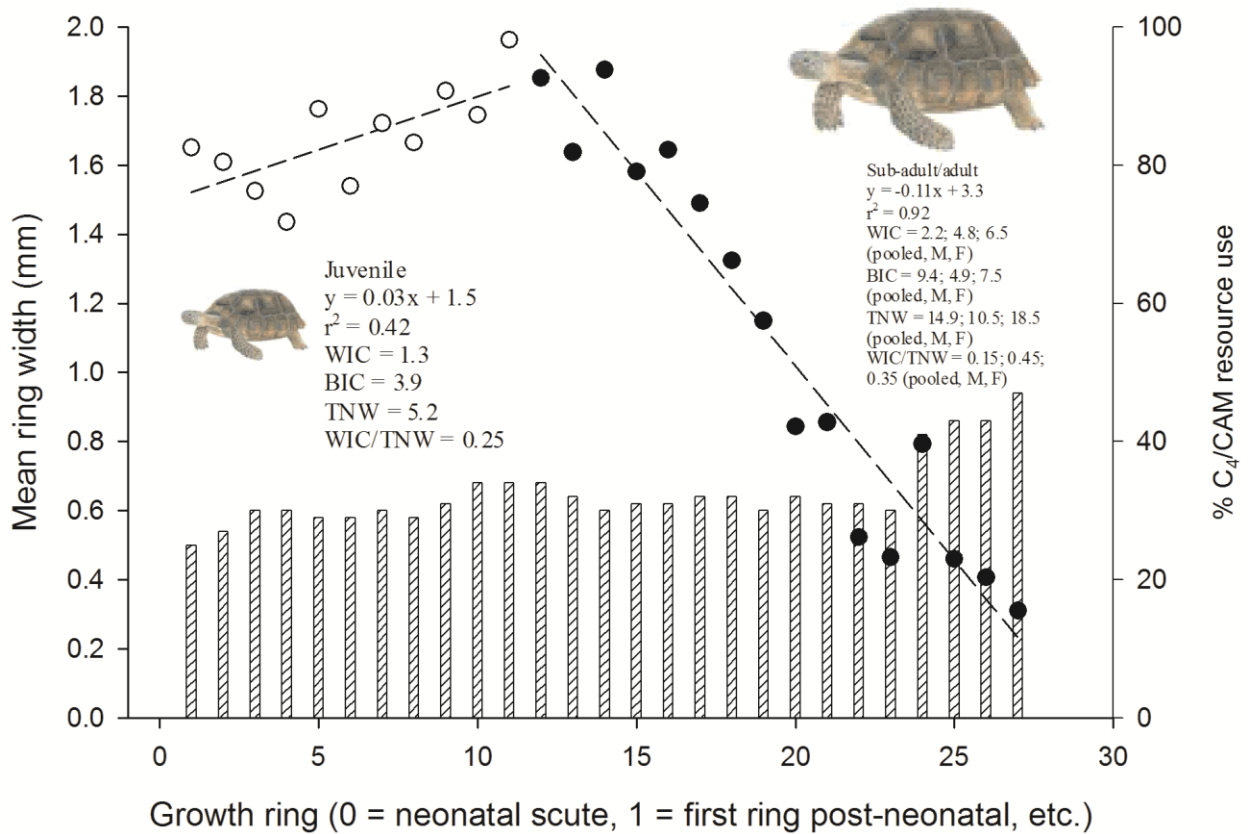 2.0
1.8
1.6
1.4
1.2
1.0
0.8
0.6
0.4
0.2
0.0
Mean ring width (mm)
Juvenile
y = 0.03x + 1.5
r² = 0.42
WIC = 1.3
BIC = 3.9
TNW = 5.2
WIC/TNW = 0.25
Sub-adult/adult
y = -0.11x + 3.3
r² = 0.92
WIC = 2.2; 4.8; 6.5
(pooled, M, F)
BIC = 9.4; 4.9; 7.5
(pooled, M, F)
TNW = 14.9; 10.5; 18.5
(pooled, M, F)
WIC/TNW = 0.15; 0.45;
0.35 (pooled, M, F)
100
80
60
40
20
0
% C₄/CAM resource use
0 5 10 15 20 25 30
Growth ring (0 = neonatal scute, 1 = first ring post-neonatal, etc.)